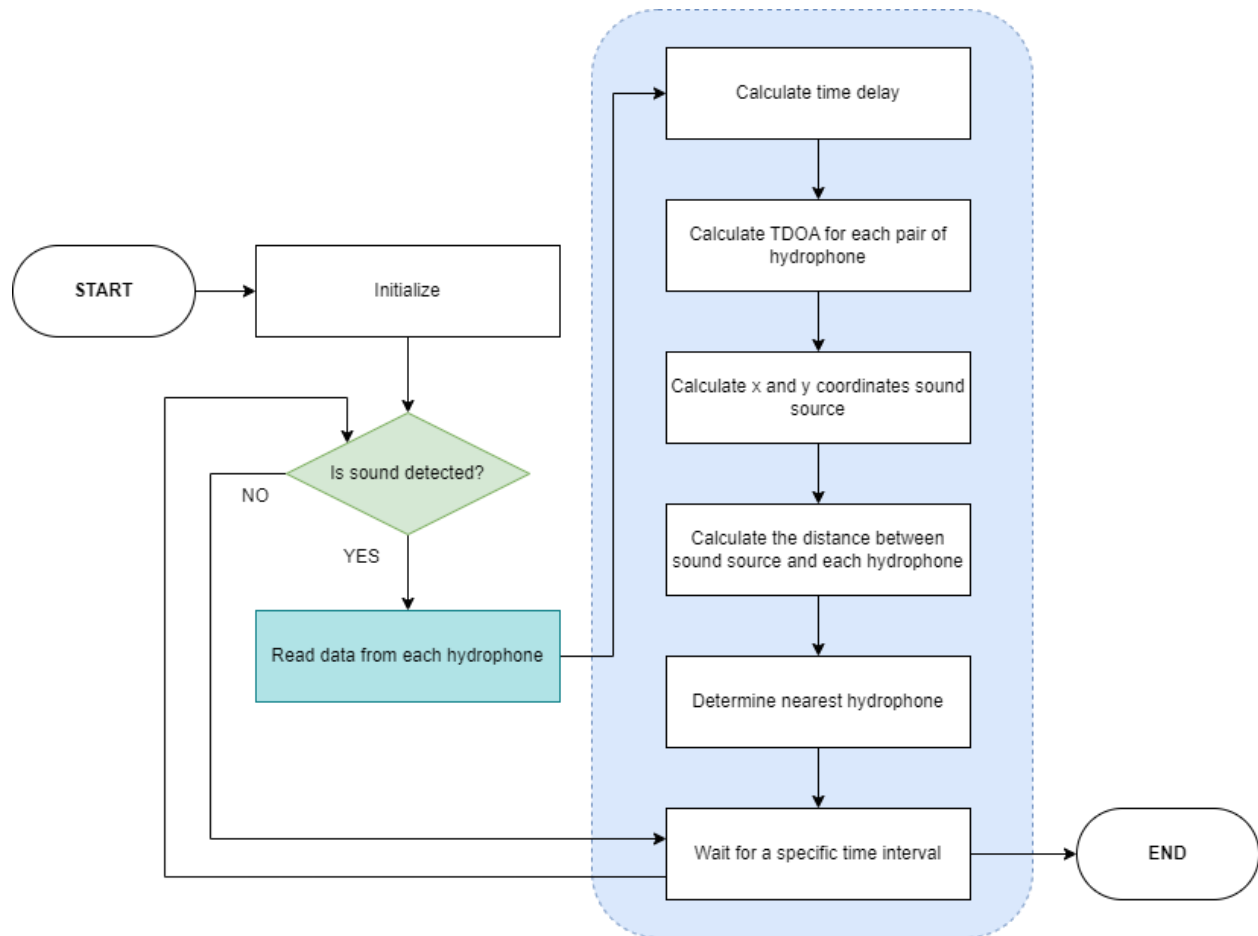 START
Initialize
Is sound detected?
NO
YES
Read data from each hydrophone
Calculate time delay
Calculate TDOA for each pair of
hydrophone
Calculate x and y coordinates sound
source
Calculate the distance between
sound source and each hydrophone
Determine nearest hydrophone
Wait for a specific time interval
END